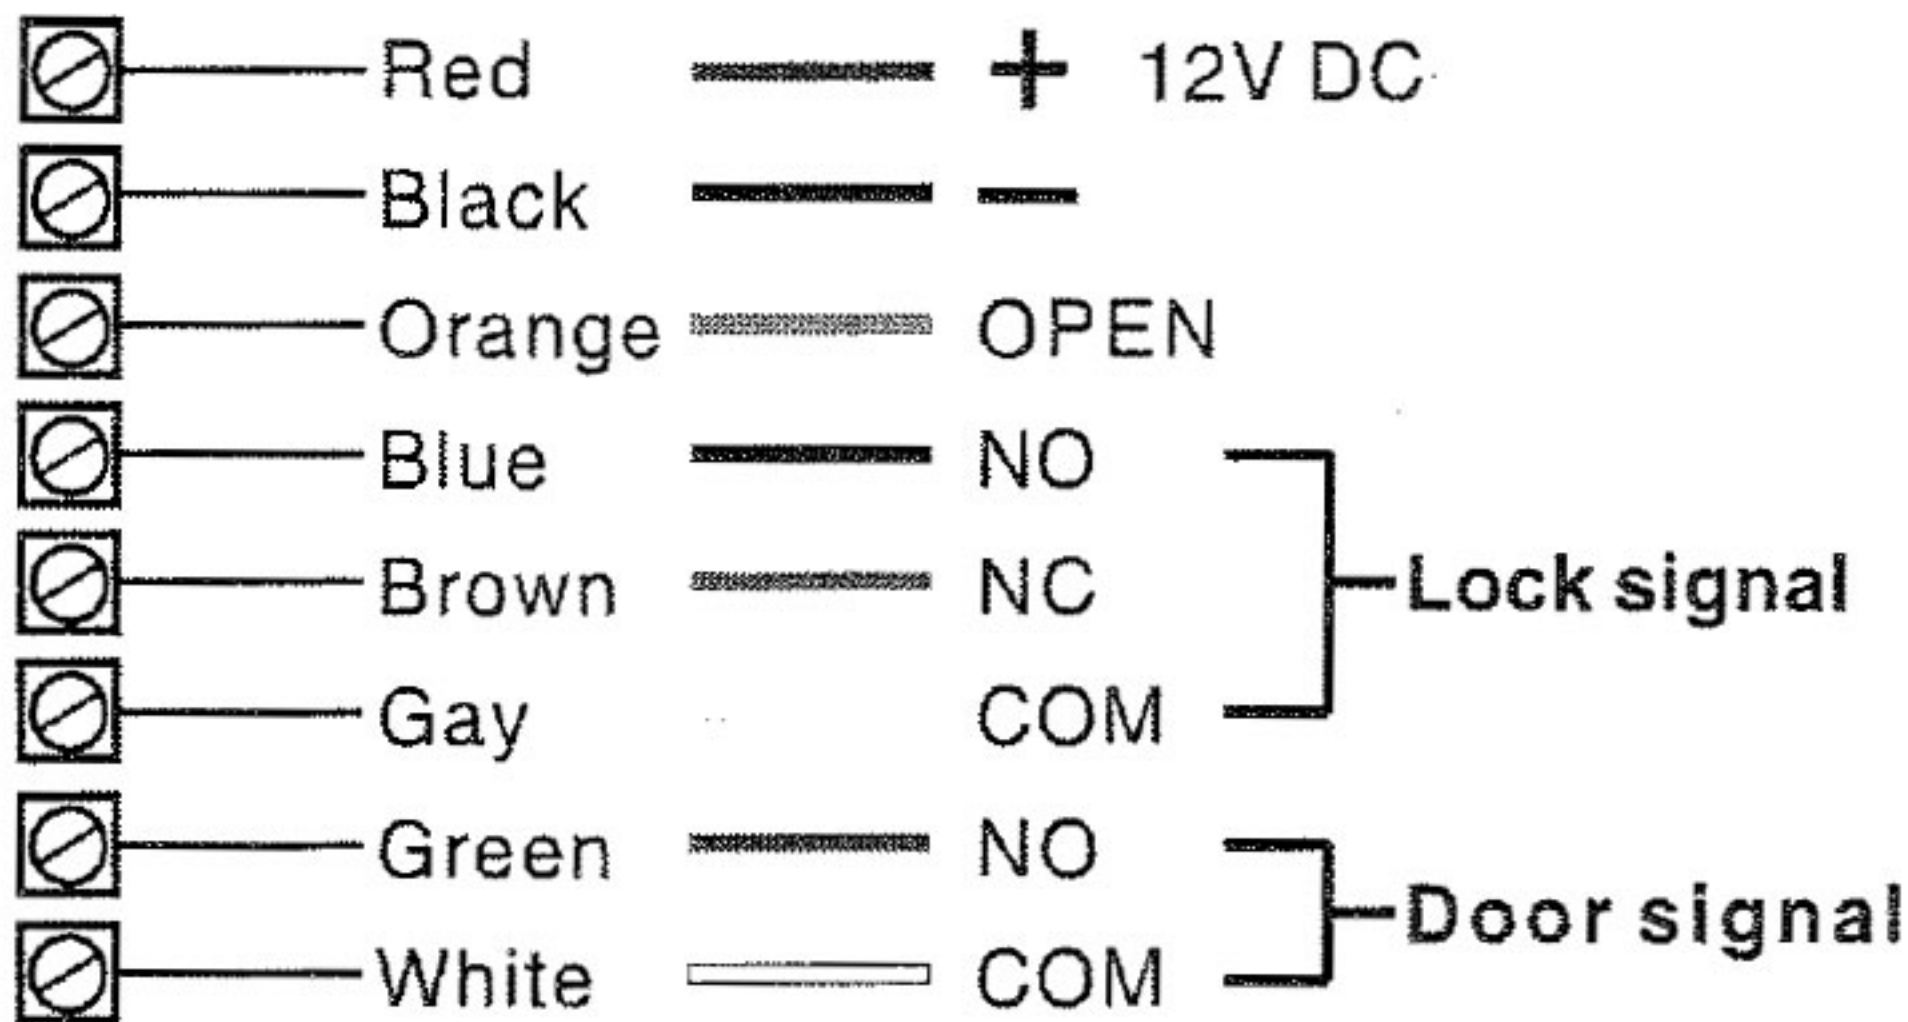 Red + 12V DC
Black −
Orange OPEN
Blue NO
Brown NC
Lock signal
Gay COM
Green NO
Door signal
White COM